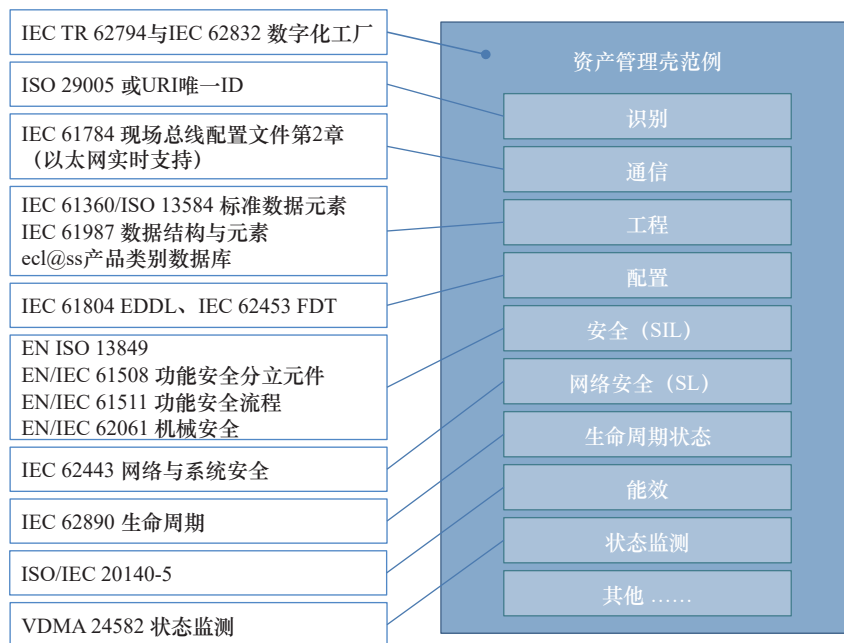 IEC TR 62794与IEC 62832 数字化工厂
ISO 29005 或URI唯一ID
IEC 61784 现场总线配置文件第2章
（以太网实时支持）
IEC 61360/ISO 13584 标准数据元素
IEC 61987 数据结构与元素
ecl@ss产品类别数据库
IEC 61804 EDDL、IEC 62453 FDT
EN ISO 13849
EN/IEC 61508 功能安全分立元件
EN/IEC 61511 功能安全流程
EN/IEC 62061 机械安全
IEC 62443 网络与系统安全
IEC 62890 生命周期
ISO/IEC 20140-5
VDMA 24582 状态监测
资产管理壳范例
识别
通信
工程
配置
安全（SIL）
网络安全（SL）
生命周期状态
能效
状态监测
其他 ……